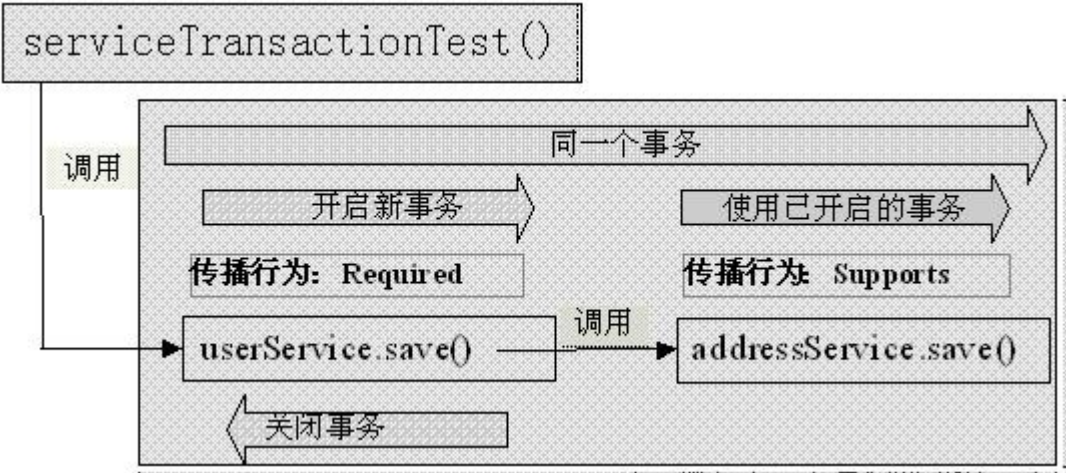 serviceTransactionTest()
同一个事务
调用
开启新事务
使用已开启的事务
传播行为: Required
传播行为: Supports
调用
userService.save()
addressService.save()
关闭事务